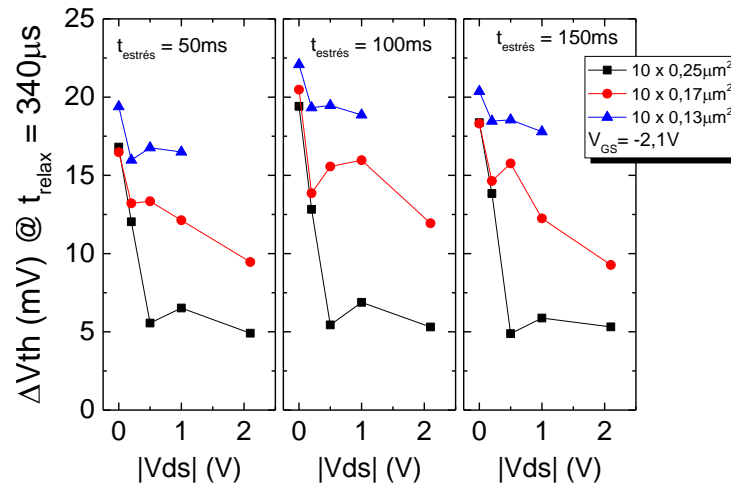 ΔVth (mV) @ t_relax = 340μs
25
20
15
10
5
0
t_estrés = 50ms
t_estrés = 100ms
t_estrés = 150ms
10 x 0,25μm²
10 x 0,17μm²
10 x 0,13μm²
V_GS= -2,1V
0 1 2
0 1 2
0 1 2
|Vds| (V)
|Vds| (V)
|Vds| (V)